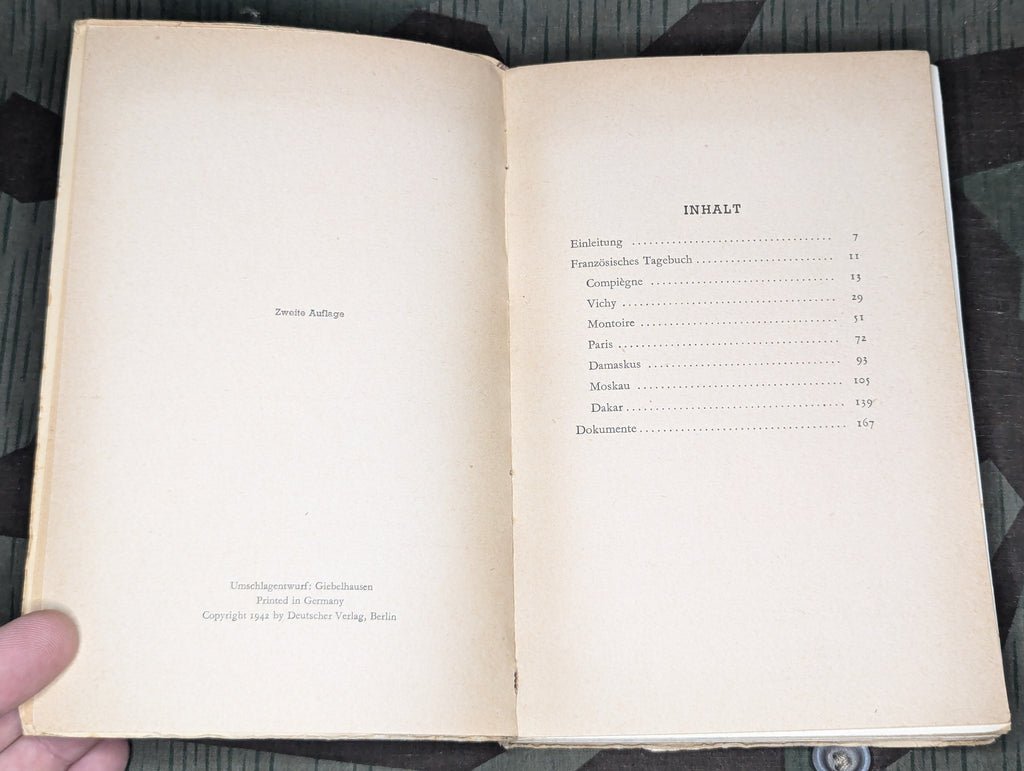 Zweite Auflage
Umschlagentwurf: Giebelhausen
Printed in Germany
Copyright 1942 by Deutscher Verlag, Berlin
INHALT
Einleitung ................................... 7
Französisches Tagebuch ........................ 11
Compiègne ................................ 13
Vichy ..................................... 29
Montoire .................................. 51
Paris ...................................... 72
Damaskus ................................. 93
Moskau ................................... 105
Dakar ..................................... 139
Dokumente .................................... 167